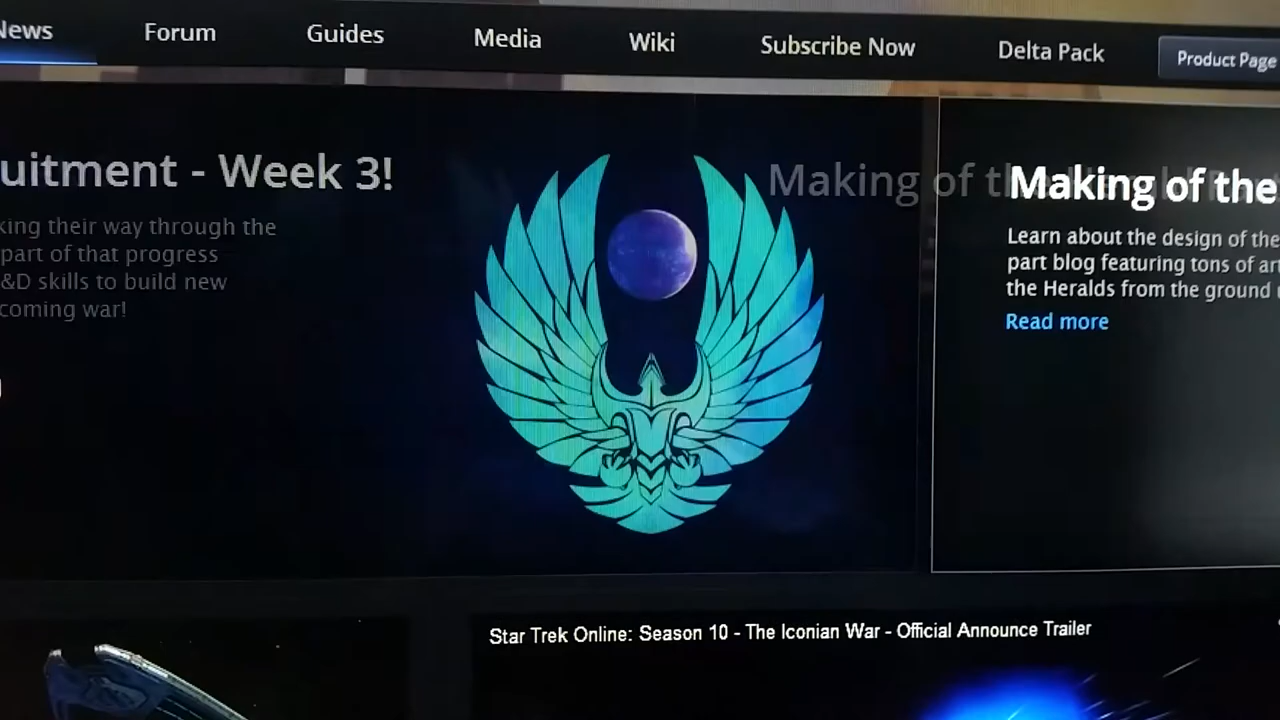 News
Forum
Guides
Media
Wiki
Subscribe Now
Delta Pack
Product Page
uitment - Week 3!
king their way through the
part of that progress
&D skills to build new
coming war!
Making of the
Making of the
Learn about the design of the
part blog featuring tons of art
the Heralds from the ground
Read more
Star Trek Online: Season 10 - The Iconian War - Official Announce Trailer